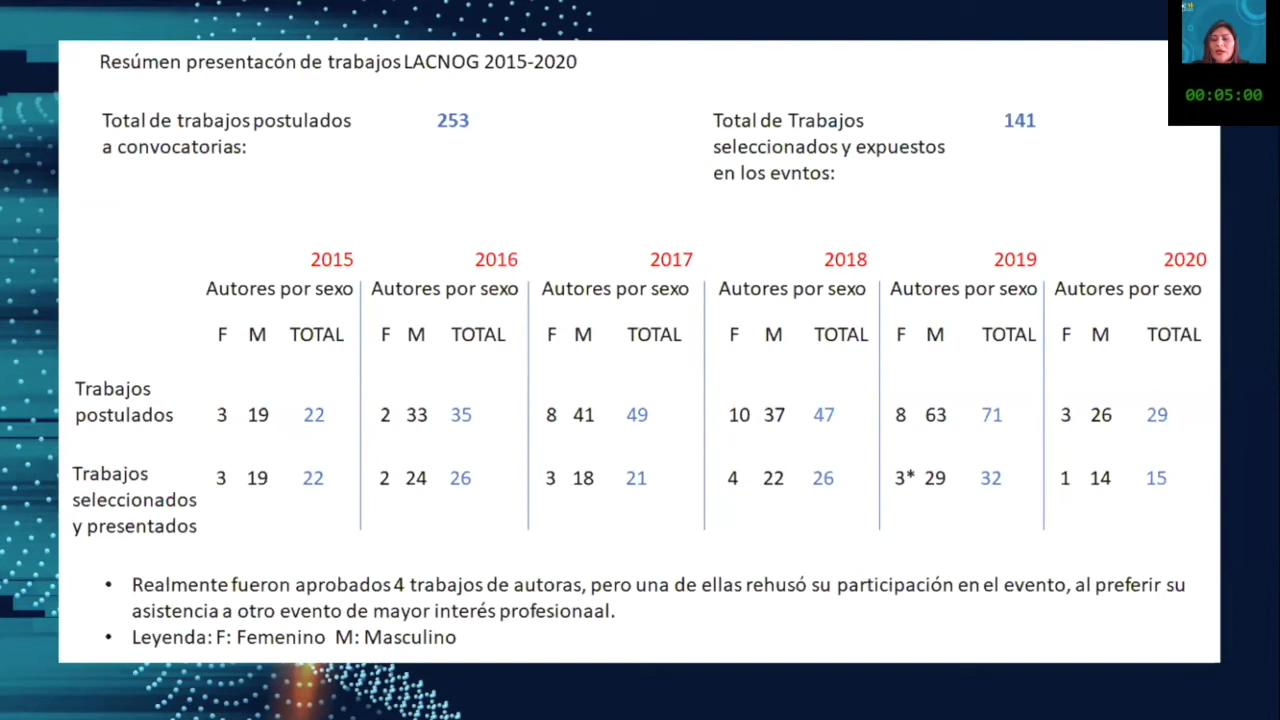 Resúmen presentacón de trabajos LACNOG 2015-2020
00:05:00
Total de trabajos postulados
a convocatorias:
253
Total de Trabajos
seleccionados y expuestos
en los evntos:
141
2015 2016 2017 2018 2019 2020
Autores por sexo Autores por sexo Autores por sexo Autores por sexo Autores por sexo Autores por sexo
F M TOTAL F M TOTAL F M TOTAL F M TOTAL F M TOTAL F M TOTAL
Trabajos
postulados 3 19 22 2 33 35 8 41 49 10 37 47 8 63 71 3 26 29
Trabajos
seleccionados
y presentados
3 19 22 2 24 26 3 18 21 4 22 26 3* 29 32 1 14 15
• Realmente fueron aprobados 4 trabajos de autoras, pero una de ellas rehusó su participación en el evento, al preferir su
asistencia a otro evento de mayor interés profesionaal.
• Leyenda: F: Femenino M: Masculino